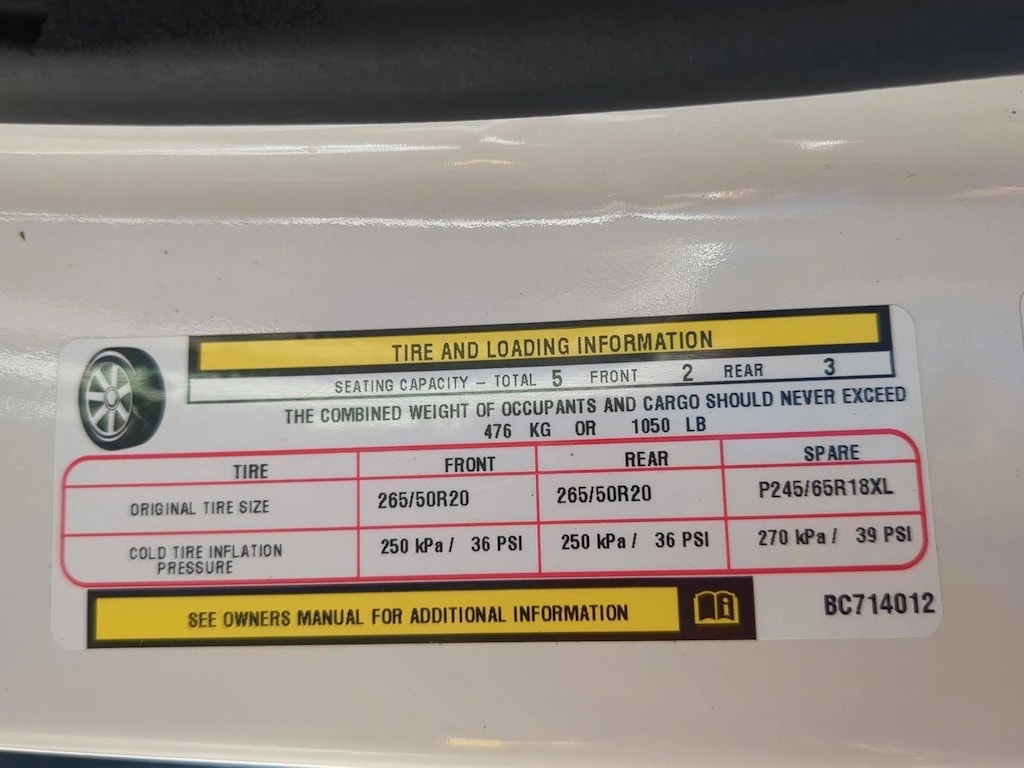 TIRE AND LOADING INFORMATION
SEATING CAPACITY – TOTAL 5 FRONT 2 REAR 3
THE COMBINED WEIGHT OF OCCUPANTS AND CARGO SHOULD NEVER EXCEED
476 KG OR 1050 LB
TIRE FRONT REAR SPARE
ORIGINAL TIRE SIZE 265/50R20 265/50R20 P245/65R18XL
COLD TIRE INFLATION PRESSURE 250 kPa / 36 PSI 250 kPa / 36 PSI 270 kPa / 39 PSI
SEE OWNERS MANUAL FOR ADDITIONAL INFORMATION
BC714012